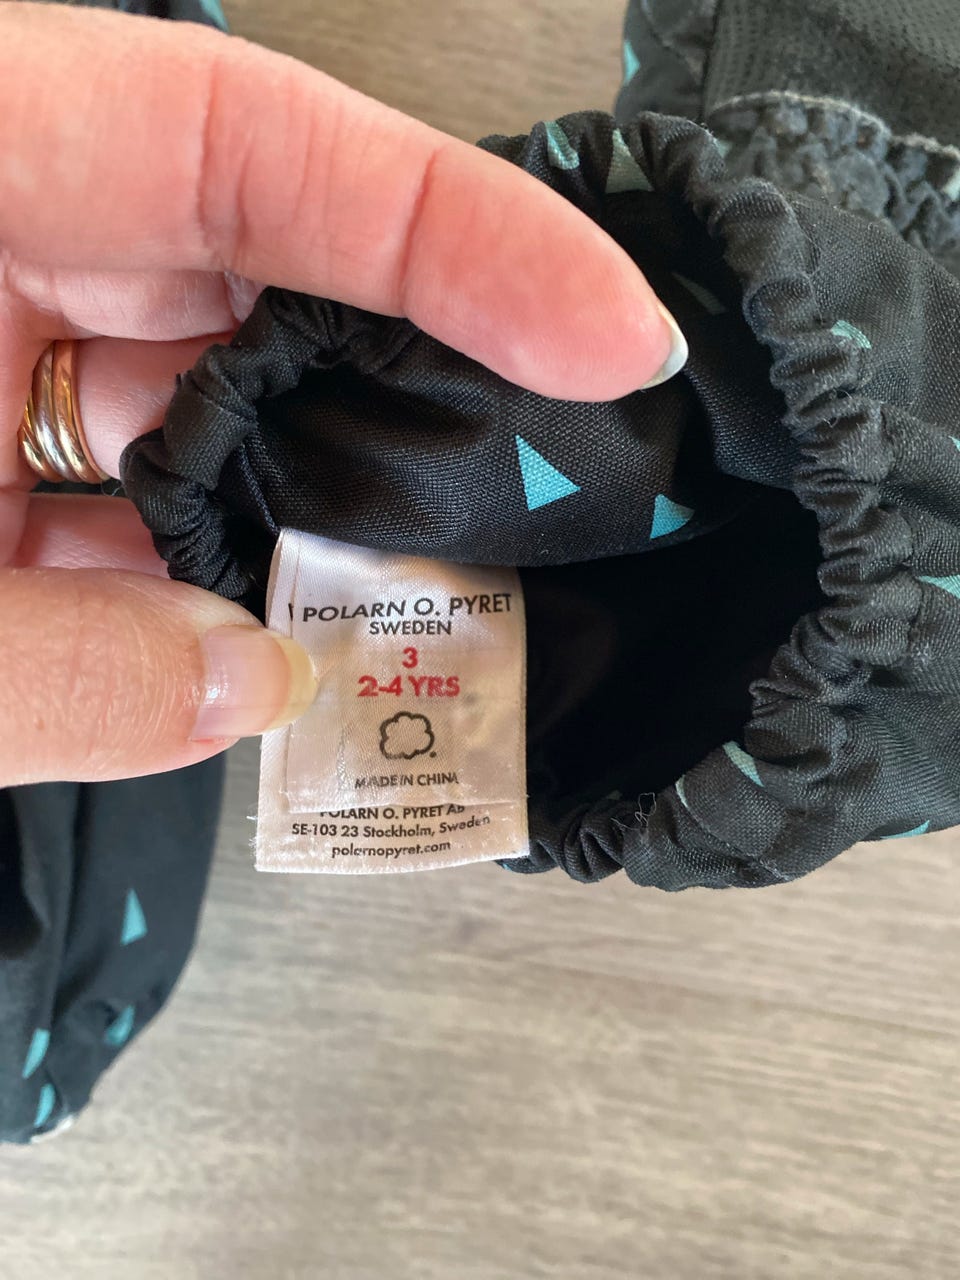 POLARN O. PYRET
SWEDEN
3
2-4 YRS
MADE IN CHINA
POLARN O. PYRET AB
SE-103 23 Stockholm, Sweden
polarnopyret.com